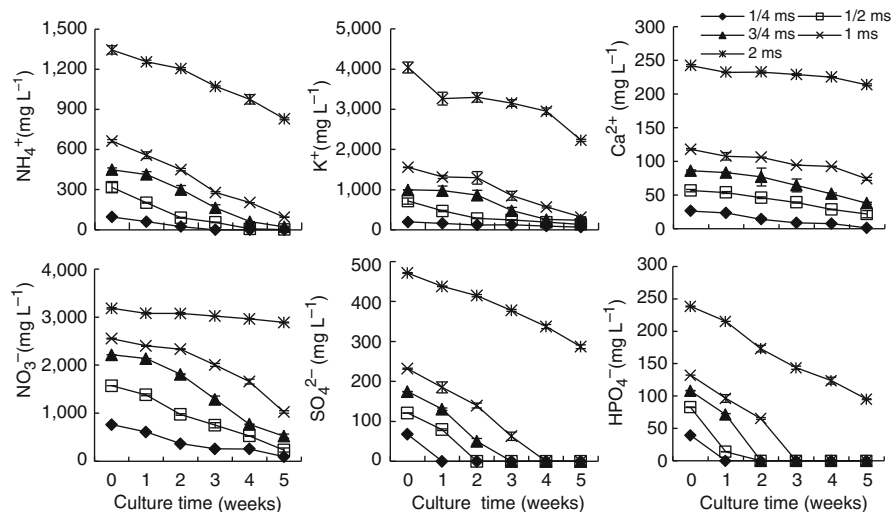 1/4 ms 1/2 ms
3/4 ms 1 ms
2 ms
NH₄⁺(mg L⁻¹)
1,500
1,200
900
600
300
0
K⁺(mg L⁻¹)
5,000
4,000
3,000
2,000
1,000
0
Ca²⁺ (mg L⁻¹)
300
250
200
150
100
50
0
NO₃⁻(mg L⁻¹)
4,000
3,000
2,000
1,000
0
0 1 2 3 4 5
Culture time (weeks)
SO₄²⁻(mg L⁻¹)
500
400
300
200
100
0
0 1 2 3 4 5
Culture time (weeks)
HPO₄⁻(mg L⁻¹)
300
250
200
150
100
50
0
0 1 2 3 4 5
Culture time (weeks)